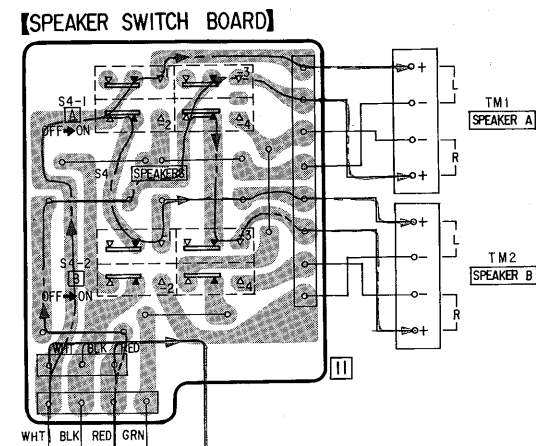 【SPEAKER SWITCH BOARD】
S4-1
A
OFF→ON
-3
-2
-4
S4
SPEAKERS
S4-2
B
OFF→ON
-3
-2
-4
WHT BLK RED
WHT BLK RED GRN
11
+
-
-
+
L
R
TM1
SPEAKER A
+
-
-
+
L
R
TM2
SPEAKER B